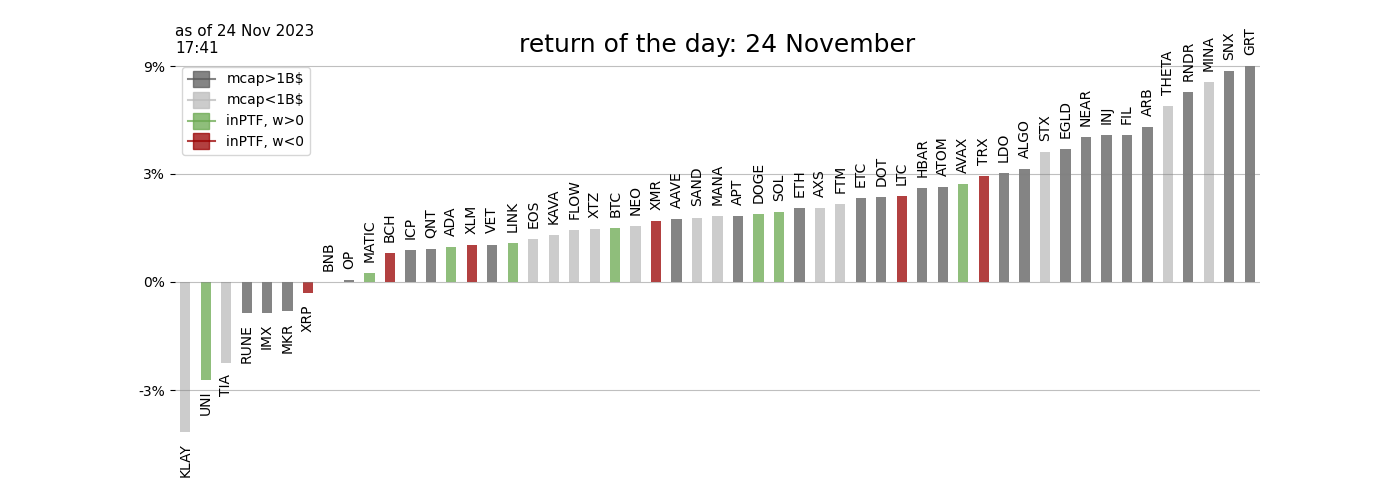 as of 24 Nov 2023
17:41
return of the day: 24 November
mcap>1B$
mcap<1B$
inPTF, w>0
inPTF, w<0
9%
3%
0%
-3%
KLAY
UNI
TIA
RUNE
IMX
MKR
XRP
BNB
OP
MATIC
BCH
ICP
QNT
ADA
XLM
VET
LINK
EOS
KAVA
FLOW
XTZ
BTC
NEO
XMR
AAVE
SAND
MANA
APT
DOGE
SOL
ETH
AXS
FTM
ETC
DOT
LTC
HBAR
ATOM
AVAX
TRX
LDO
ALGO
STX
EGLD
NEAR
INJ
FIL
ARB
THETA
RNDR
MINA
SNX
GRT